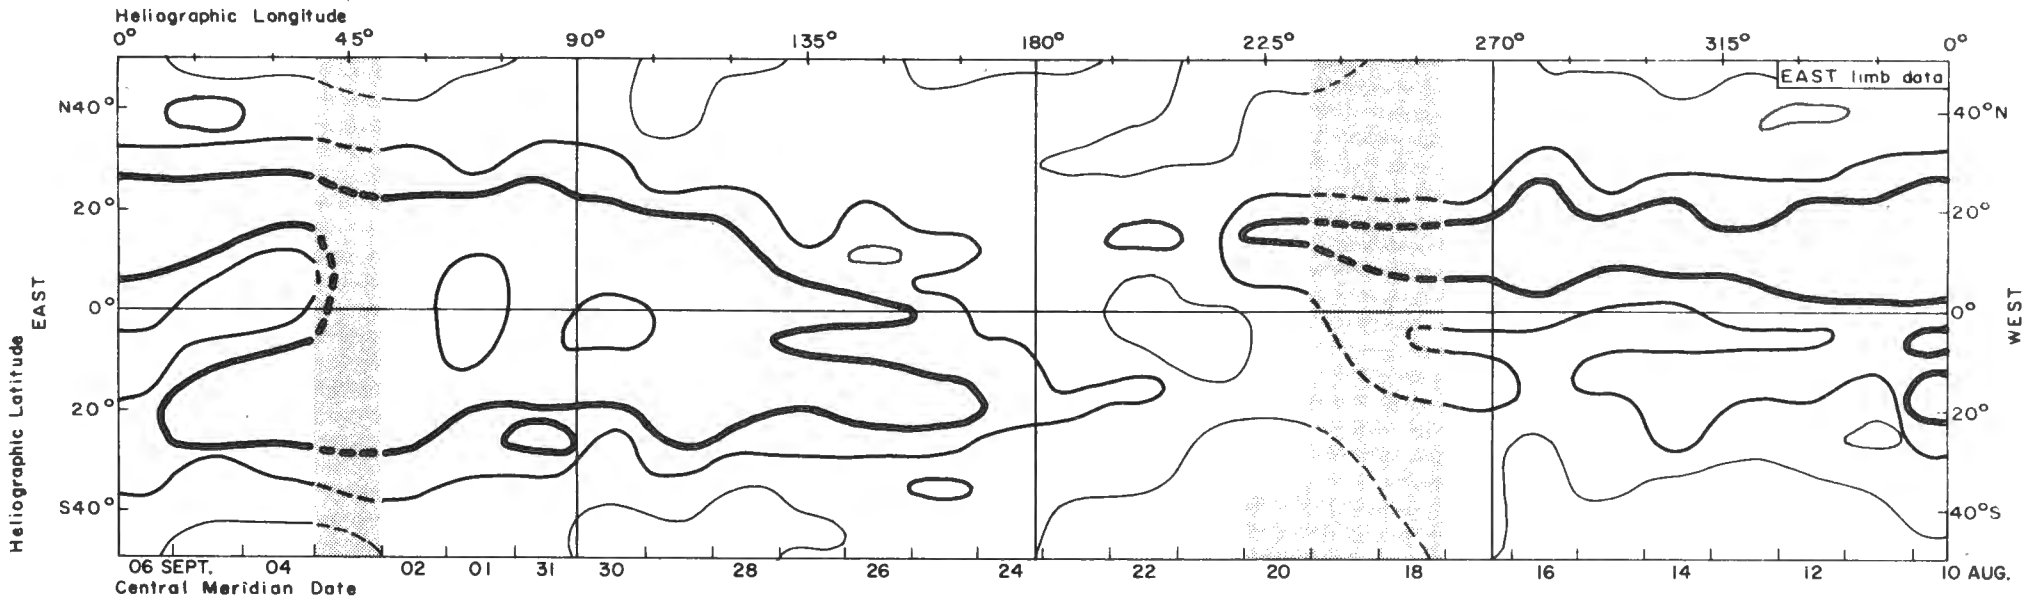 Heliographic Longitude
0° 45° 90° 135° 180° 225° 270° 315° 0°
EAST limb data
N40° 40°N
20° 20°
0° 0°
20° 20°
S40° 40°S
EAST
WEST
Heliographic Latitude
06 SEPT. 04 02 01 31 30 28 26 24 22 20 18 16 14 12 10 AUG.
Central Meridian Date